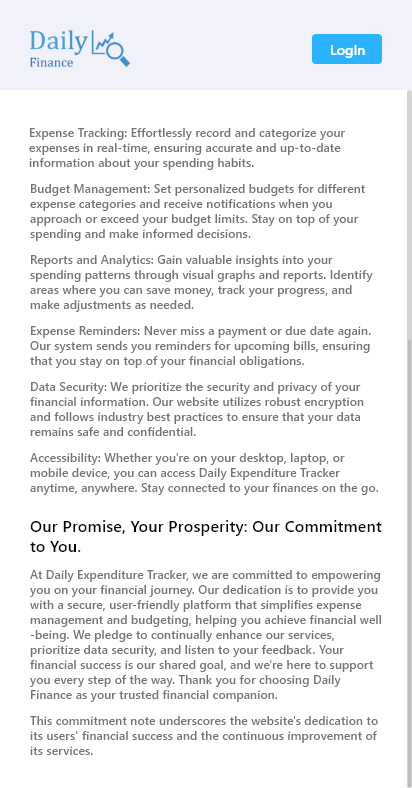 Daily
Finance
LogIn
Expense Tracking: Effortlessly record and categorize your
expenses in real-time, ensuring accurate and up-to-date
information about your spending habits.
Budget Management: Set personalized budgets for different
expense categories and receive notifications when you
approach or exceed your budget limits. Stay on top of your
spending and make informed decisions.
Reports and Analytics: Gain valuable insights into your
spending patterns through visual graphs and reports. Identify
areas where you can save money, track your progress, and
make adjustments as needed.
Expense Reminders: Never miss a payment or due date again.
Our system sends you reminders for upcoming bills, ensuring
that you stay on top of your financial obligations.
Data Security: We prioritize the security and privacy of your
financial information. Our website utilizes robust encryption
and follows industry best practices to ensure that your data
remains safe and confidential.
Accessibility: Whether you're on your desktop, laptop, or
mobile device, you can access Daily Expenditure Tracker
anytime, anywhere. Stay connected to your finances on the go.
Our Promise, Your Prosperity: Our Commitment
to You.
At Daily Expenditure Tracker, we are committed to empowering
you on your financial journey. Our dedication is to provide you
with a secure, user-friendly platform that simplifies expense
management and budgeting, helping you achieve financial well
-being. We pledge to continually enhance our services,
prioritize data security, and listen to your feedback. Your
financial success is our shared goal, and we're here to support
you every step of the way. Thank you for choosing Daily
Finance as your trusted financial companion.
This commitment note underscores the website's dedication to
its users' financial success and the continuous improvement of
its services.